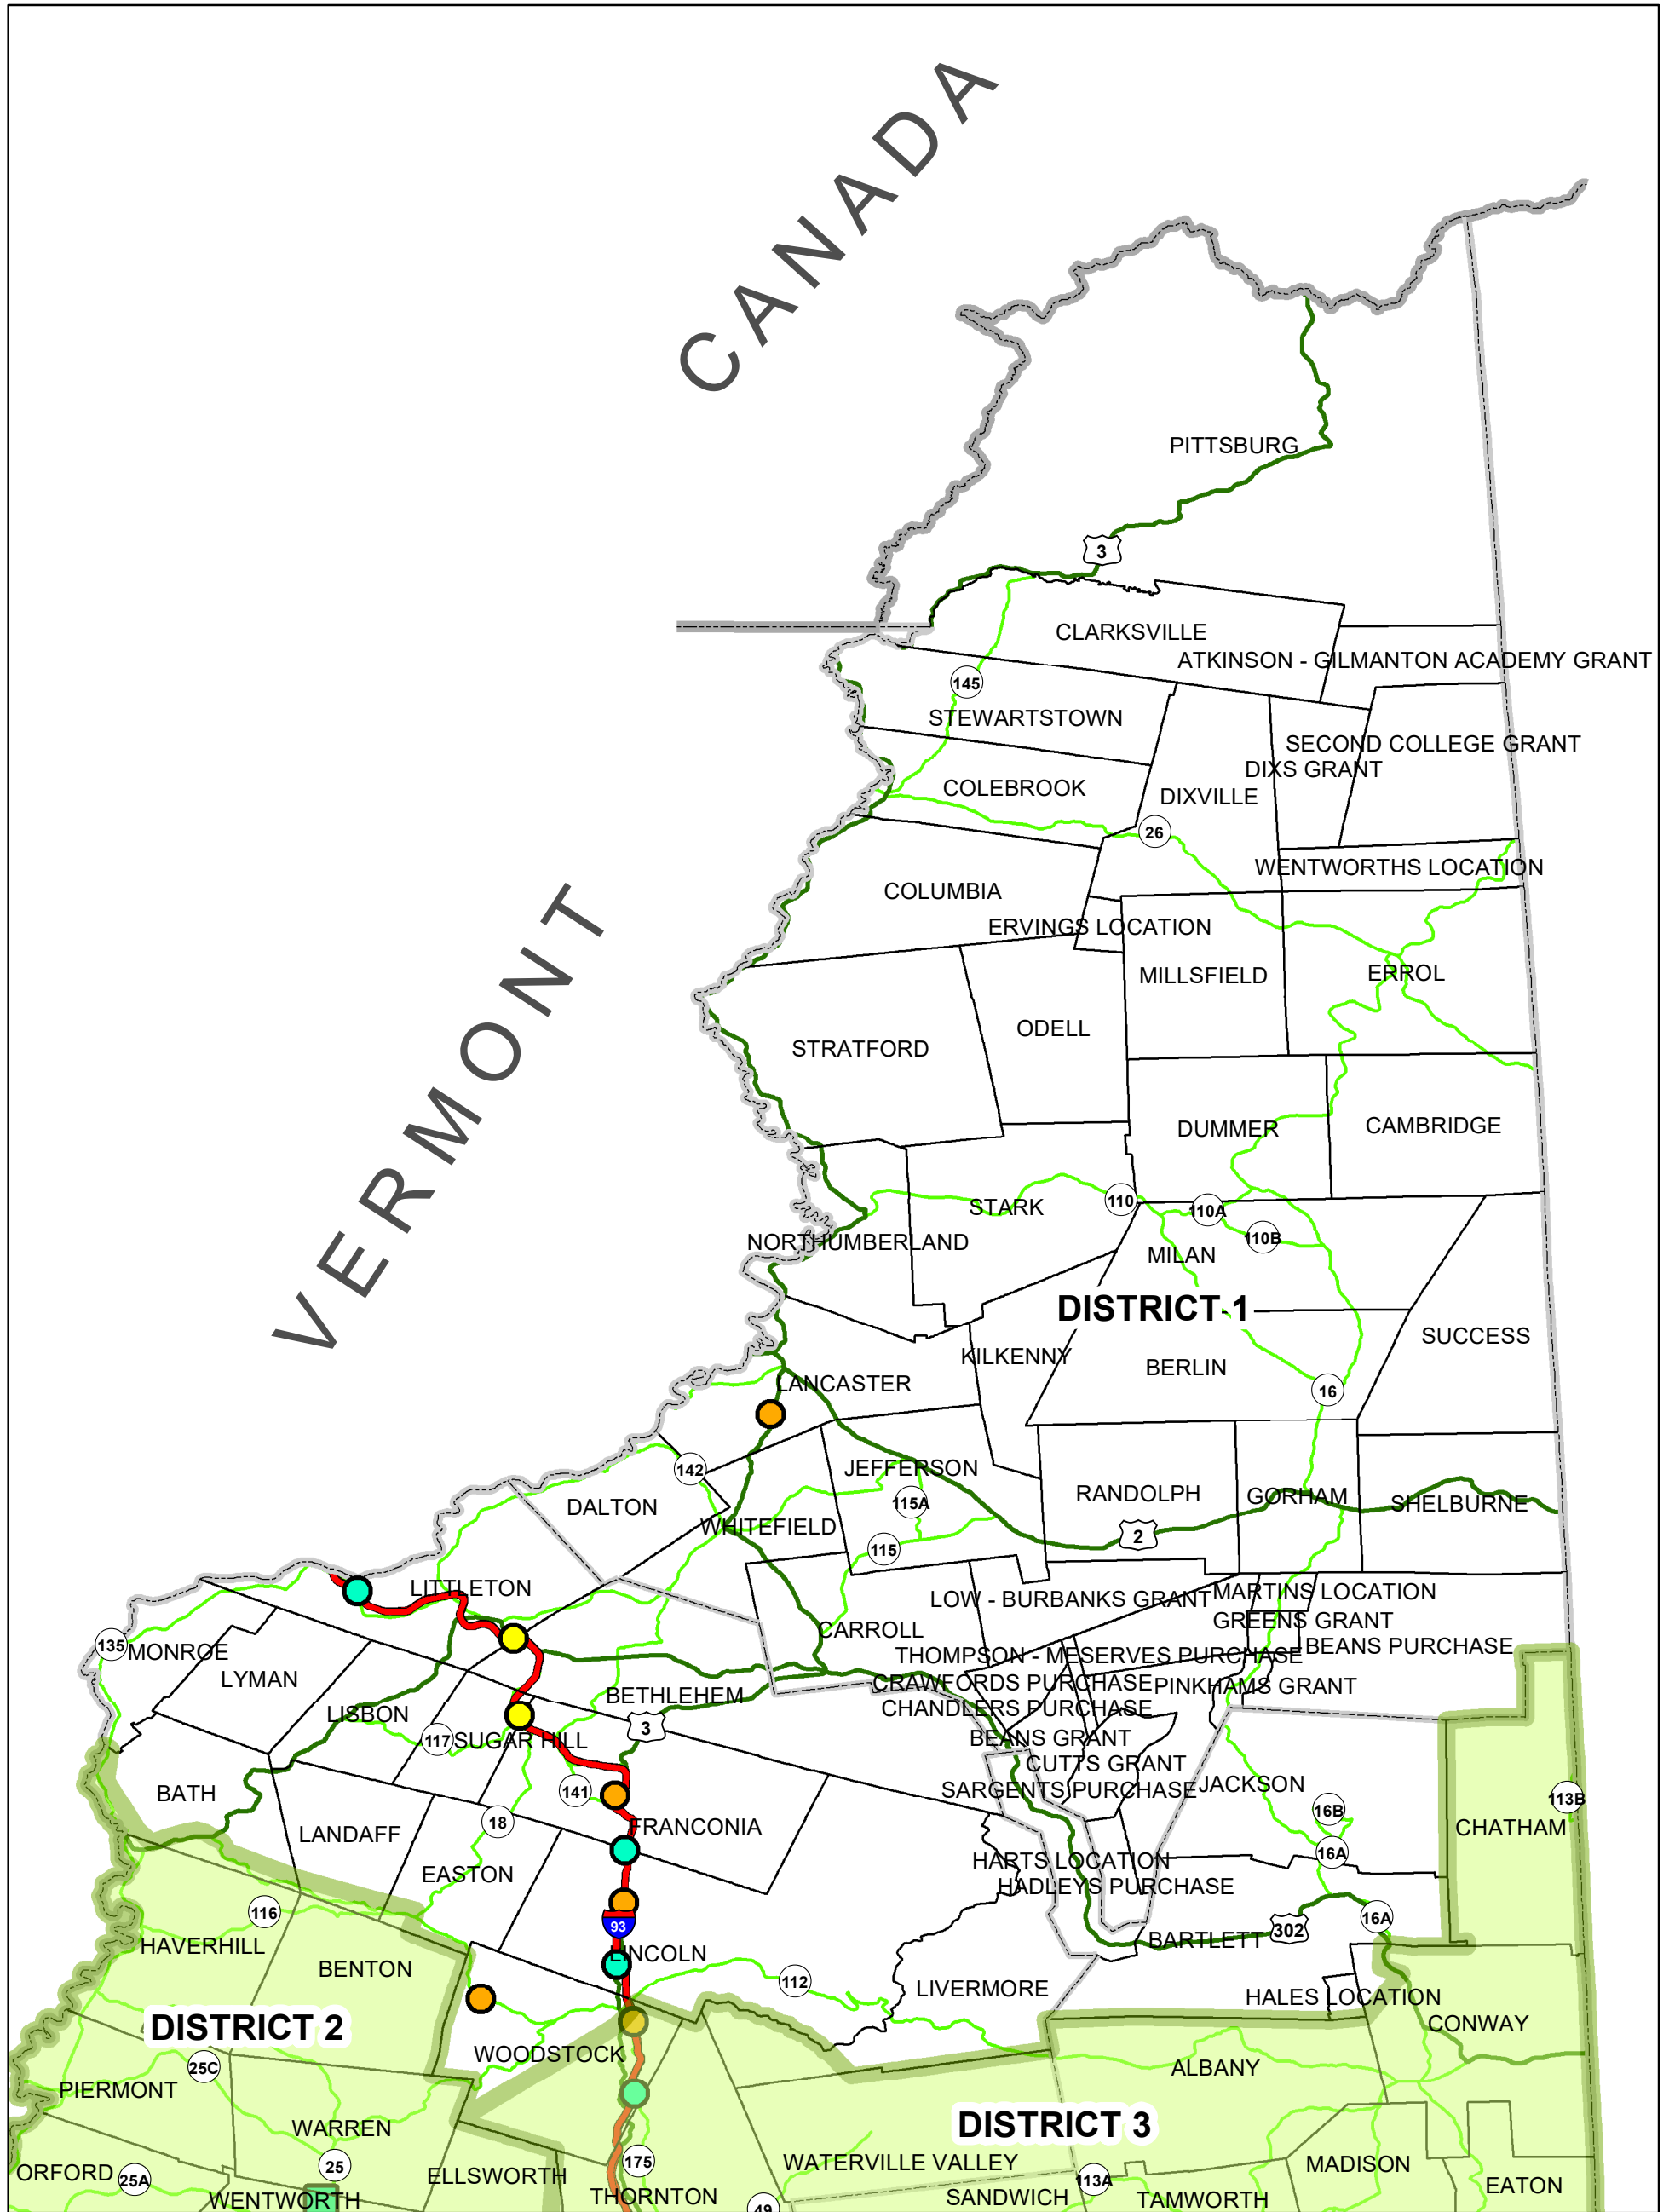 CANADA
PITTSBURG
3
CLARKSVILLE
ATKINSON - GILMANTON ACADEMY GRANT
145
STEWARTSTOWN
SECOND COLLEGE GRANT
DIXS GRANT
COLEBROOK
DIXVILLE
26
WENTWORTHS LOCATION
COLUMBIA
ERVINGS LOCATION
MILLSFIELD
ERROL
VERMONT
ODELL
STRATFORD
DUMMER
CAMBRIDGE
110
STARK
110A
110B
NORTHUMBERLAND
MILAN
DISTRICT 1
SUCCESS
KILKENNY
BERLIN
LANCASTER
16
142
JEFFERSON
RANDOLPH
GORHAM
SHELBURNE
115A
DALTON
WHITEFIELD
2
115
LITTLETON
LOW - BURBANKS GRANT
MARTINS LOCATION
GREENS GRANT
CARROLL
135
MONROE
BEANS PURCHASE
THOMPSON - MESERVES PURCHASE
LYMAN
CRAWFORDS PURCHASE
PINKHAMS GRANT
BETHLEHEM
CHANDLERS PURCHASE
LISBON
3
117
SUGAR HILL
BEANS GRANT
CUTTS GRANT
SARGENTS PURCHASE
JACKSON
141
BATH
113B
16B
18
FRANCONIA
CHATHAM
LANDAFF
16A
HARTS LOCATION
EASTON
HADLEYS PURCHASE
116
16A
93
302
BARTLETT
HAVERHILL
LINCOLN
BENTON
112
LIVERMORE
HALES LOCATION
DISTRICT 2
CONWAY
WOODSTOCK
25C
ALBANY
PIERMONT
DISTRICT 3
WARREN
175
WATERVILLE VALLEY
MADISON
25
ORFORD
25A
ELLSWORTH
113A
EATON
THORNTON
SANDWICH
TAMWORTH
WENTWORTH
49